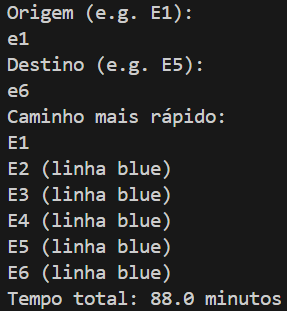 Origem (e.g. E1):
e1
Destino (e.g. E5):
e6
Caminho mais rápido:
E1
E2 (linha blue)
E3 (linha blue)
E4 (linha blue)
E5 (linha blue)
E6 (linha blue)
Tempo total: 88.0 minutos